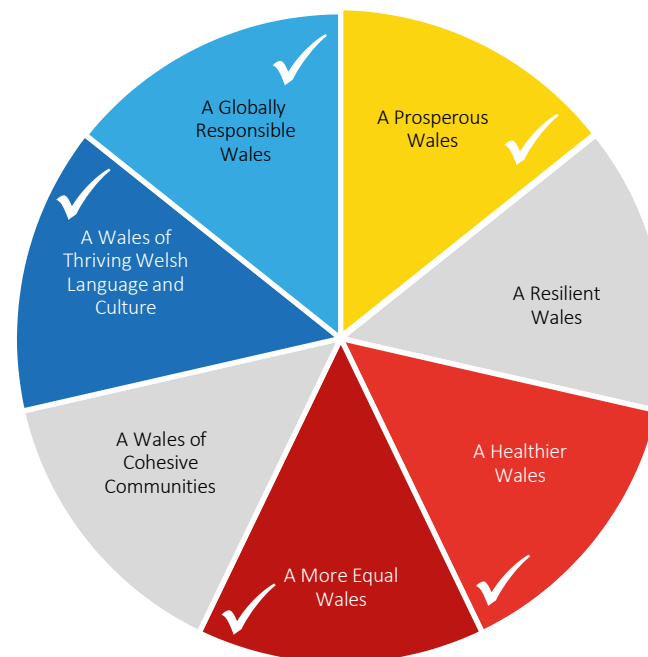 A Prosperous
Wales
A Resilient
Wales
A Healthier
Wales
A More Equal
Wales
A Wales of
Cohesive
Communities
A Wales of
Thriving Welsh
Language and
Culture
A Globally
Responsible
Wales